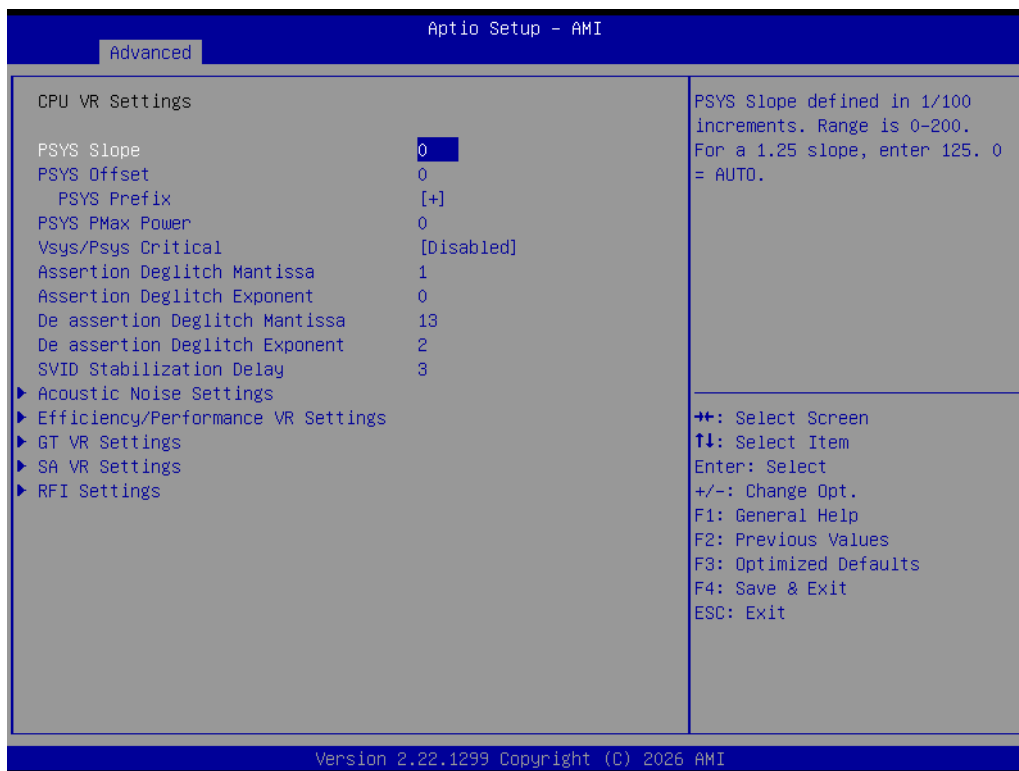 Aptio Setup – AMI
Advanced
CPU VR Settings
PSYS Slope 0
PSYS Offset 0
PSYS Prefix [+]
PSYS PMax Power 0
Vsys/Psys Critical [Disabled]
Assertion Deglitch Mantissa 1
Assertion Deglitch Exponent 0
De assertion Deglitch Mantissa 13
De assertion Deglitch Exponent 2
SVID Stabilization Delay 3
Acoustic Noise Settings
Efficiency/Performance VR Settings
GT VR Settings
SA VR Settings
RFI Settings
PSYS Slope defined in 1/100
increments. Range is 0-200.
For a 1.25 slope, enter 125. 0
= AUTO.
→←: Select Screen
↑↓: Select Item
Enter: Select
+/-: Change Opt.
F1: General Help
F2: Previous Values
F3: Optimized Defaults
F4: Save & Exit
ESC: Exit
Version 2.22.1299 Copyright (C) 2026 AMI